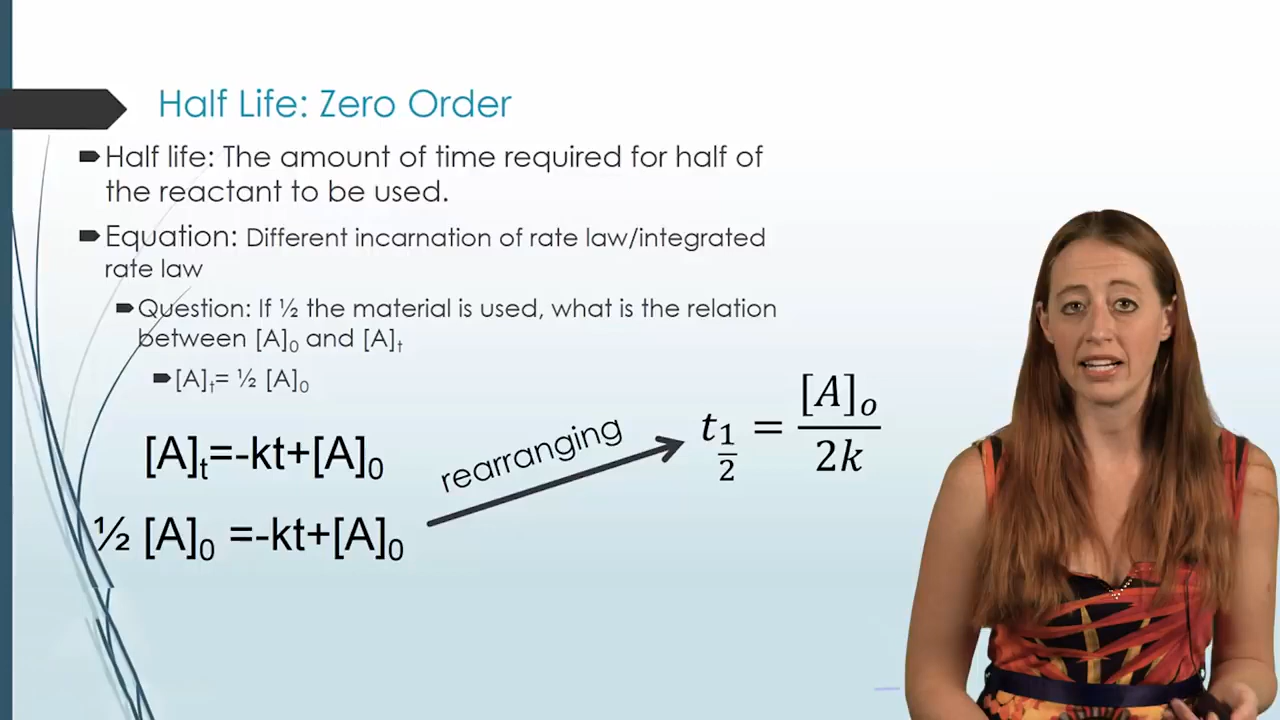 Half Life: Zero Order
Half life: The amount of time required for half of
the reactant to be used.
Equation: Different incarnation of rate law/integrated
rate law
Question: If ½ the material is used, what is the relation
between [A]₀ and [A]ₜ
[A]ₜ= ½ [A]₀
[A]ₜ=-kt+[A]₀
½ [A]₀ =-kt+[A]₀
rearranging
t½ = [A]ₒ / 2k